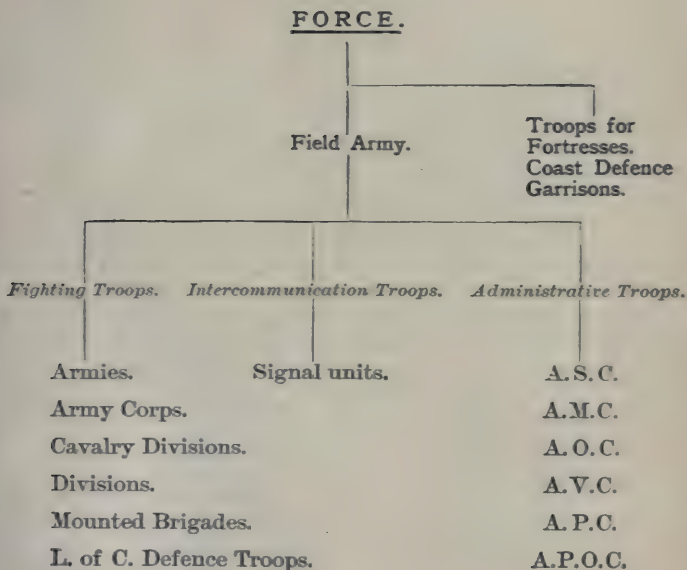 FORCE.
Field Army.
Troops for
Fortresses.
Coast Defence
Garrisons.
Fighting Troops. Intercommunication Troops. Administrative Troops.
Armies. Signal units. A.S.C.
Army Corps. A.M.C.
Cavalry Divisions. A.O.C.
Divisions. A.V.C.
Mounted Brigades. A.P.C.
L. of C. Defence Troops. A.P.O.C.